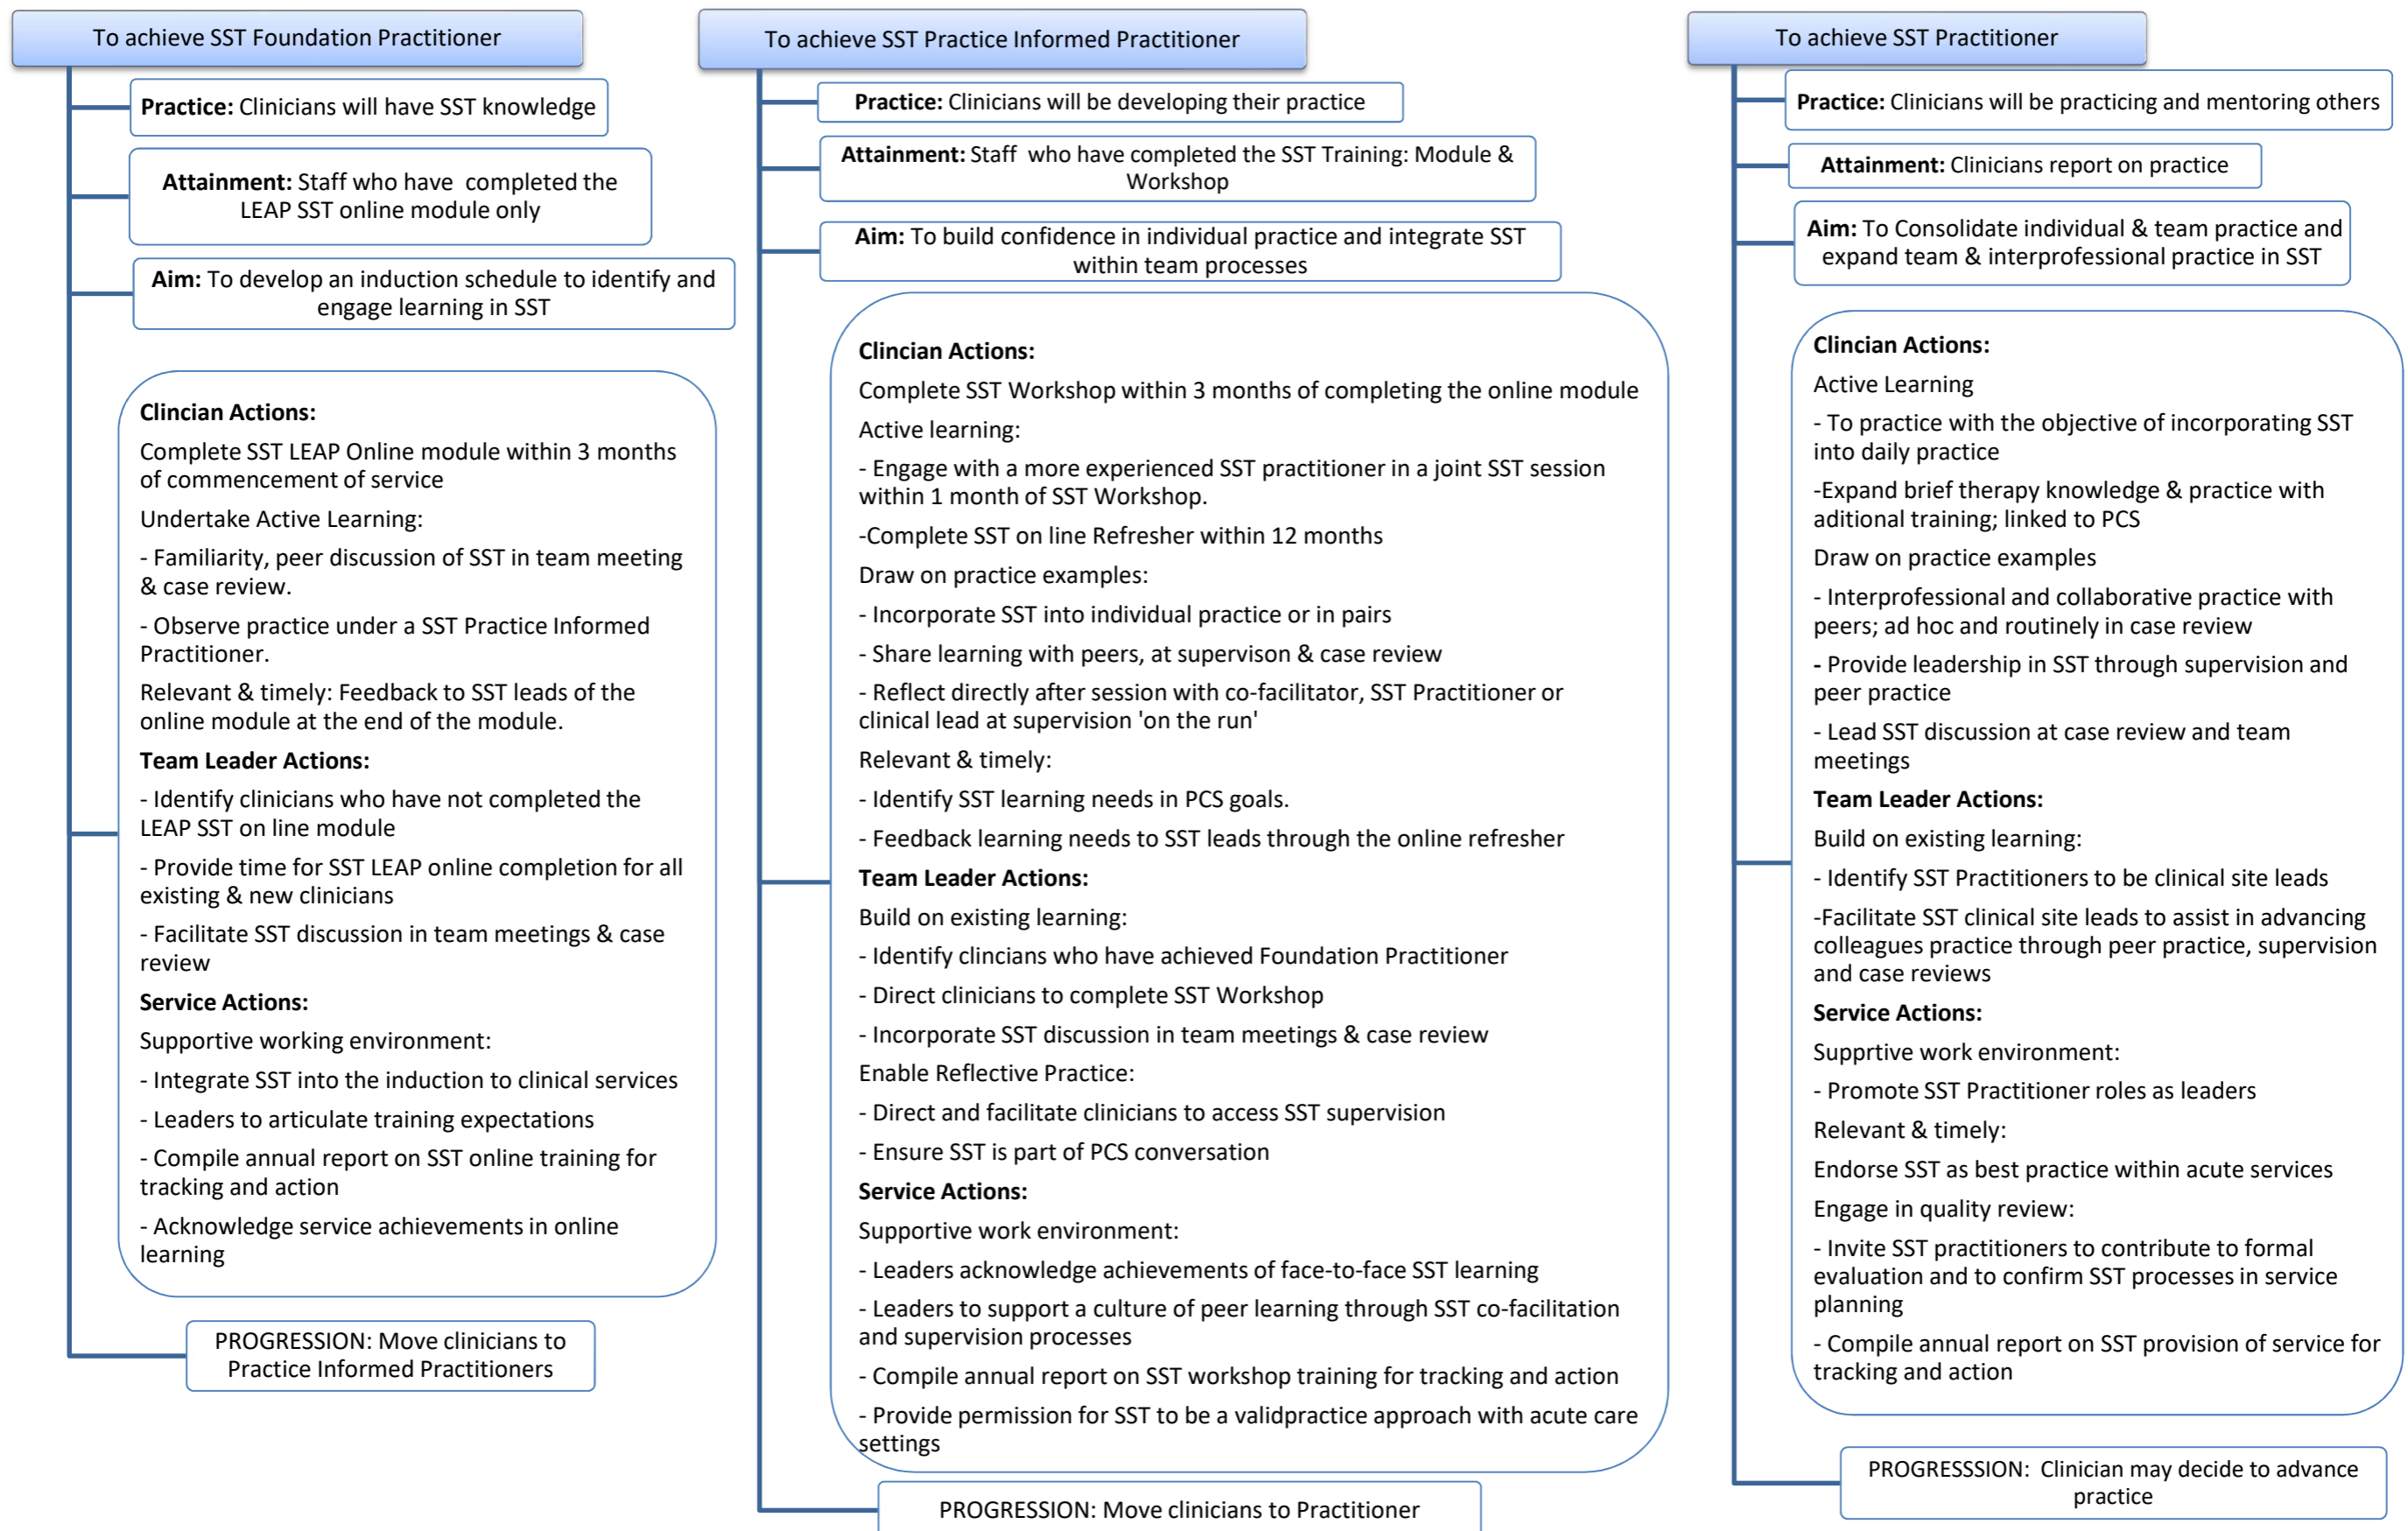 To achieve SST Foundation Practitioner
Practice: Clinicians will have SST knowledge
Attainment: Staff who have completed the
LEAP SST online module only
Aim: To develop an induction schedule to identify and
engage learning in SST
Clincian Actions:
Complete SST LEAP Online module within 3 months
of commencement of service
Undertake Active Learning:
- Familiarity, peer discussion of SST in team meeting
& case review.
- Observe practice under a SST Practice Informed
Practitioner.
Relevant & timely: Feedback to SST leads of the
online module at the end of the module.
Team Leader Actions:
- Identify clinicians who have not completed the
LEAP SST on line module
- Provide time for SST LEAP online completion for all
existing & new clinicians
- Facilitate SST discussion in team meetings & case
review
Service Actions:
Supportive working environment:
- Integrate SST into the induction to clinical services
- Leaders to articulate training expectations
- Compile annual report on SST online training for
tracking and action
- Acknowledge service achievements in online
learning
PROGRESSION: Move clinicians to
Practice Informed Practitioners
To achieve SST Practice Informed Practitioner
Practice: Clinicians will be developing their practice
Attainment: Staff who have completed the SST Training: Module &
Workshop
Aim: To build confidence in individual practice and integrate SST
within team processes
Clincian Actions:
Complete SST Workshop within 3 months of completing the online module
Active learning:
- Engage with a more experienced SST practitioner in a joint SST session
within 1 month of SST Workshop.
-Complete SST on line Refresher within 12 months
Draw on practice examples:
- Incorporate SST into individual practice or in pairs
- Share learning with peers, at supervison & case review
- Reflect directly after session with co-facilitator, SST Practitioner or
clinical lead at supervision 'on the run'
Relevant & timely:
- Identify SST learning needs in PCS goals.
- Feedback learning needs to SST leads through the online refresher
Team Leader Actions:
Build on existing learning:
- Identify clincians who have achieved Foundation Practitioner
- Direct clinicians to complete SST Workshop
- Incorporate SST discussion in team meetings & case review
Enable Reflective Practice:
- Direct and facilitate clinicians to access SST supervision
- Ensure SST is part of PCS conversation
Service Actions:
Supportive work environment:
- Leaders acknowledge achievements of face-to-face SST learning
- Leaders to support a culture of peer learning through SST co-facilitation
and supervision processes
- Compile annual report on SST workshop training for tracking and action
- Provide permission for SST to be a validpractice approach with acute care
settings
PROGRESSION: Move clinicians to Practitioner
To achieve SST Practitioner
Practice: Clinicians will be practicing and mentoring others
Attainment: Clinicians report on practice
Aim: To Consolidate individual & team practice and
expand team & interprofessional practice in SST
Clincian Actions:
Active Learning
- To practice with the objective of incorporating SST
into daily practice
-Expand brief therapy knowledge & practice with
aditional training; linked to PCS
Draw on practice examples
- Interprofessional and collaborative practice with
peers; ad hoc and routinely in case review
- Provide leadership in SST through supervision and
peer practice
- Lead SST discussion at case review and team
meetings
Team Leader Actions:
Build on existing learning:
- Identify SST Practitioners to be clinical site leads
-Facilitate SST clinical site leads to assist in advancing
colleagues practice through peer practice, supervision
and case reviews
Service Actions:
Supprtive work environment:
- Promote SST Practitioner roles as leaders
Relevant & timely:
Endorse SST as best practice within acute services
Engage in quality review:
- Invite SST practitioners to contribute to formal
evaluation and to confirm SST processes in service
planning
- Compile annual report on SST provision of service for
tracking and action
PROGRESSSION: Clinician may decide to advance
practice